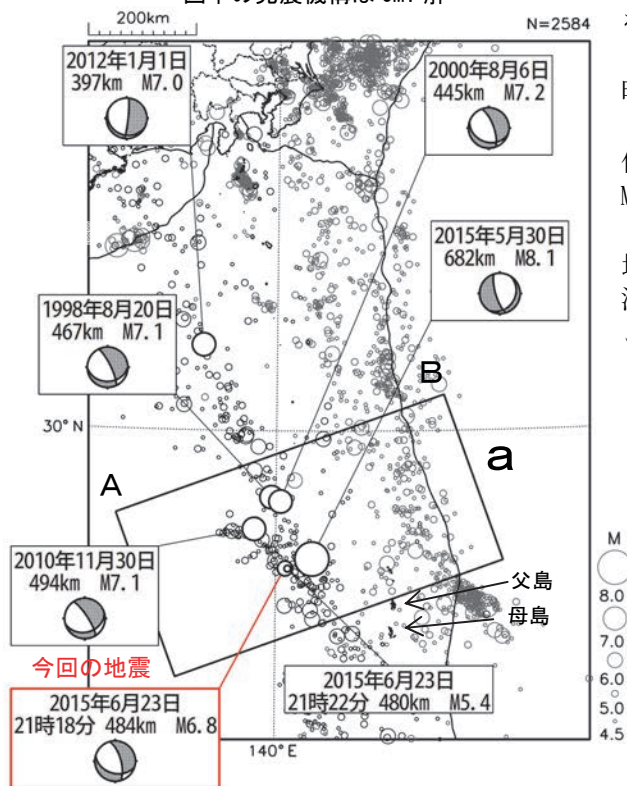 200km
N=2584
2012年1月1日
397km M7.0
2000年8月6日
445km M7.2
2015年5月30日
682km M8.1
1998年8月20日
467km M7.1
B
30°N
a
A
2010年11月30日
494km M7.1
M
8.0
7.0
6.0
5.0
4.5
父島
母島
今回の地震
2015年6月23日
21時18分 484km M6.8
2015年6月23日
21時22分 480km M5.4
140°E